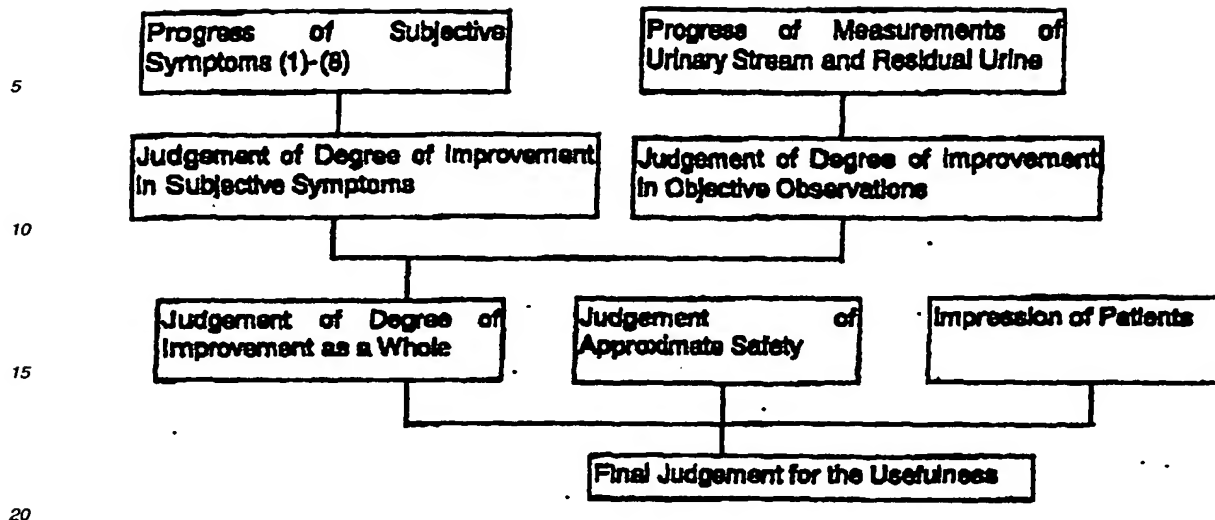 Progress of Subjective
Symptoms (1)-(8)
Progress of Measurements of
Urinary Stream and Residual Urine
5
Judgement of Degree of Improvement
in Subjective Symptoms
Judgement of Degree of Improvement
in Objective Observations
10
Judgement of Degree of
Improvement as a Whole
Judgement of
Approximate Safety
Impression of Patients
15
Final Judgement for the Usefulness
20